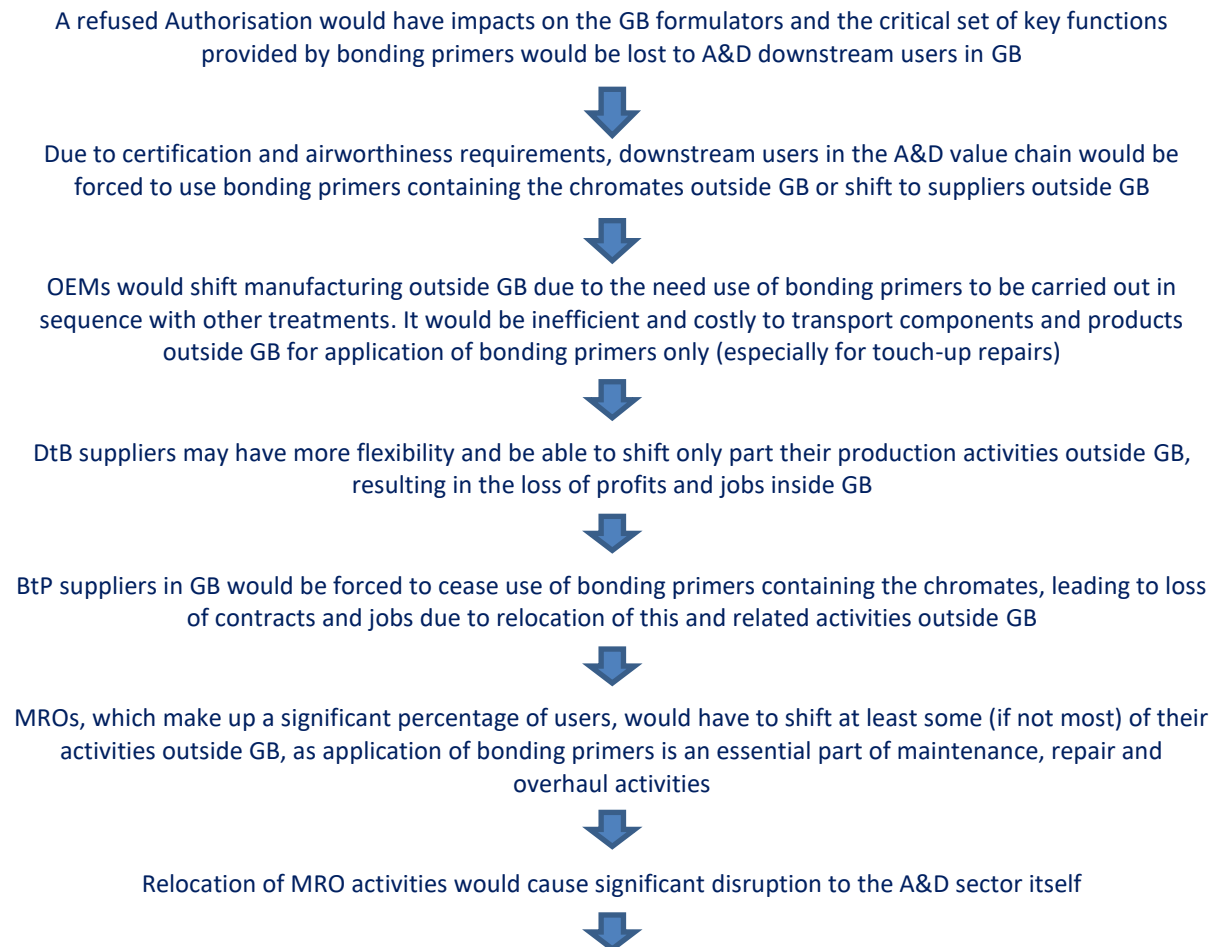 A refused Authorisation would have impacts on the GB formulators and the critical set of key functions
provided by bonding primers would be lost to A&D downstream users in GB
Due to certification and airworthiness requirements, downstream users in the A&D value chain would be
forced to use bonding primers containing the chromates outside GB or shift to suppliers outside GB
OEMs would shift manufacturing outside GB due to the need use of bonding primers to be carried out in
sequence with other treatments. It would be inefficient and costly to transport components and products
outside GB for application of bonding primers only (especially for touch-up repairs)
DtB suppliers may have more flexibility and be able to shift only part their production activities outside GB,
resulting in the loss of profits and jobs inside GB
BtP suppliers in GB would be forced to cease use of bonding primers containing the chromates, leading to loss
of contracts and jobs due to relocation of this and related activities outside GB
MROs, which make up a significant percentage of users, would have to shift at least some (if not most) of their
activities outside GB, as application of bonding primers is an essential part of maintenance, repair and
overhaul activities
Relocation of MRO activities would cause significant disruption to the A&D sector itself